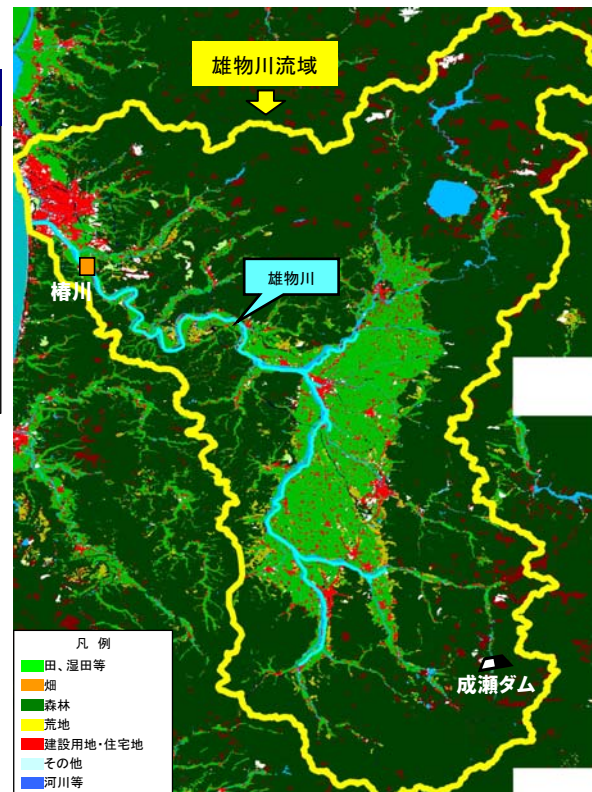 雄物川流域
雄物川
椿川
成瀬ダム
凡 例
田、湿田等
畑
森林
荒地
建設用地・住宅地
その他
河川等